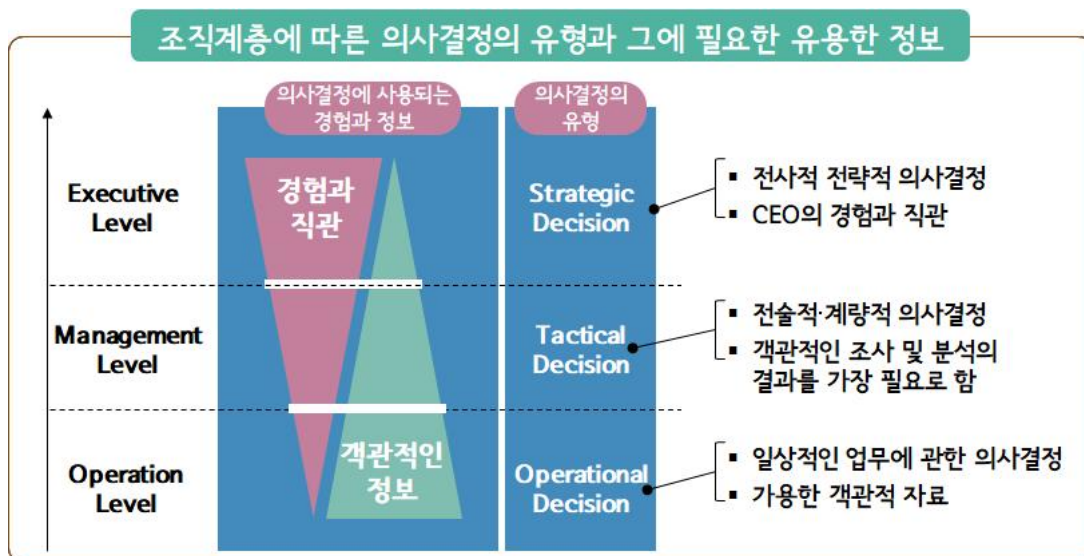 조직계층에 따른 의사결정의 유형과 그에 필요한 유용한 정보
의사결정에 사용되는
경험과 정보
의사결정의
유형
Executive
Level
경험과
직관
Strategic
Decision
▪ 전사적 전략적 의사결정
▪ CEO의 경험과 직관
Management
Level
Tactical
Decision
▪ 전술적·계량적 의사결정
▪ 객관적인 조사 및 분석의
결과를 가장 필요로 함
Operation
Level
객관적인
정보
Operational
Decision
▪ 일상적인 업무에 관한 의사결정
▪ 가용한 객관적 자료